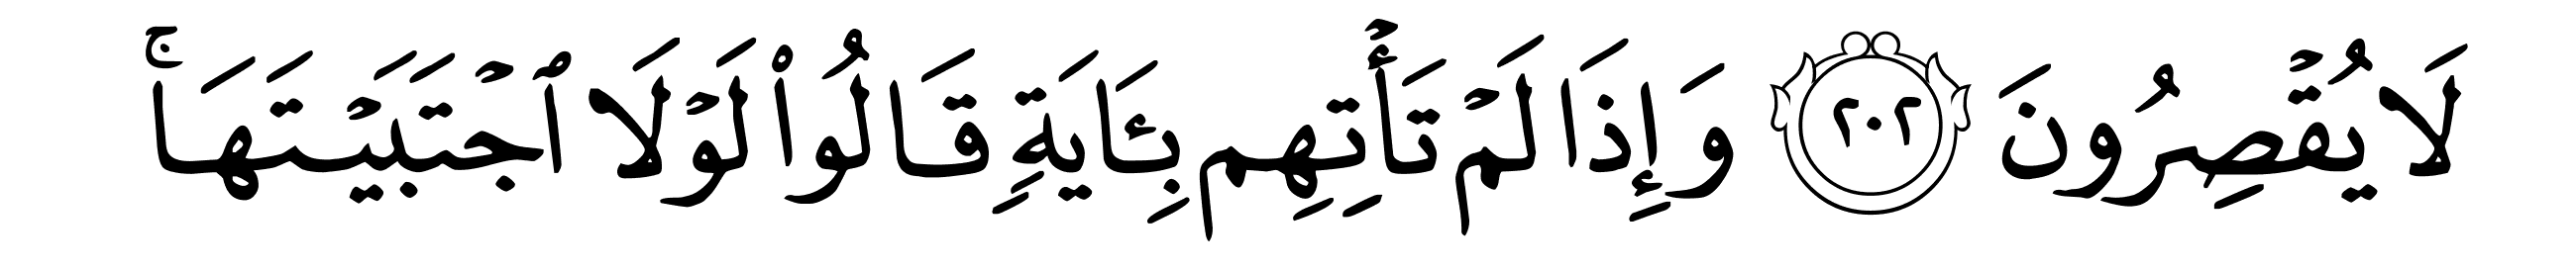 لَا يُقْصِرُونَ ٢٠٢ وَإِذَا لَمْ تَأْتِهِم بِـَٔايَةٍ قَالُوا۟ لَوْلَا ٱجْتَبَيْتَهَا ۚ